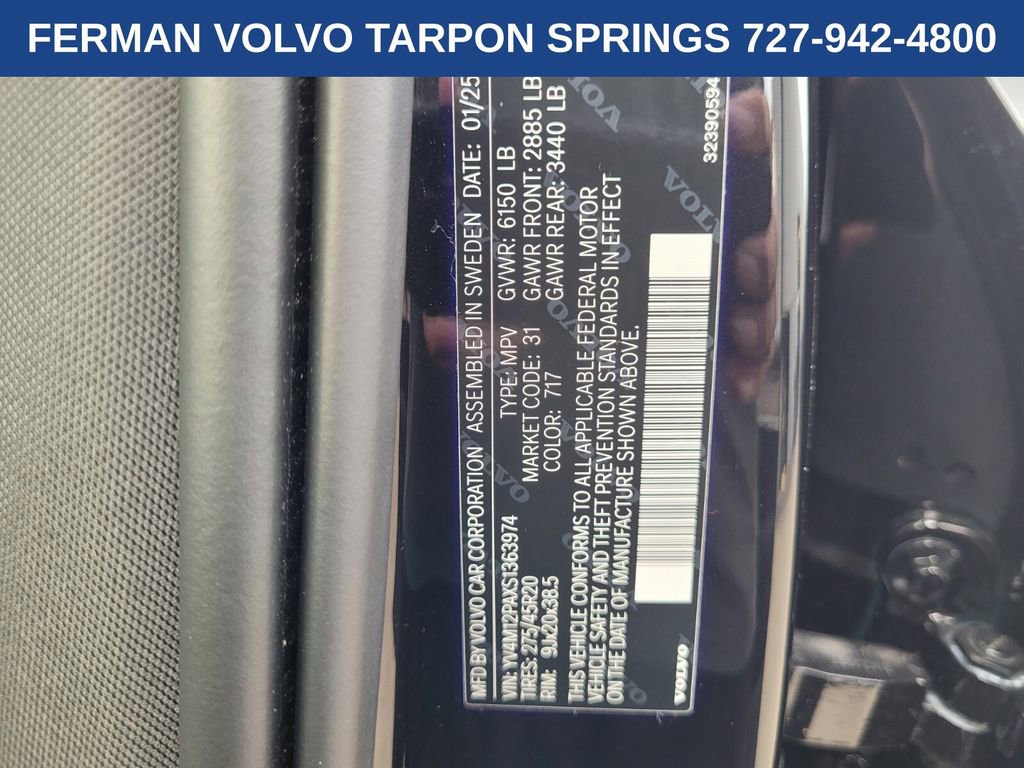 FERMAN VOLVO TARPON SPRINGS 727-942-4800
MFD BY VOLVO CAR CORPORATION ASSEMBLED IN SWEDEN DATE: 01/25
VIN: YV4M12PAXS1363974 TYPE: MPV GVWR: 6150 LB
TIRES: 275/45R20 MARKET CODE: 31 GAWR FRONT: 2885 LB
RIM: 9Jx20x38.5 COLOR: 717 GAWR REAR: 3440 LB
THIS VEHICLE CONFORMS TO ALL APPLICABLE FEDERAL MOTOR
VEHICLE SAFETY AND THEFT PREVENTION STANDARDS IN EFFECT
ON THE DATE OF MANUFACTURE SHOWN ABOVE.
VOLVO
32390594